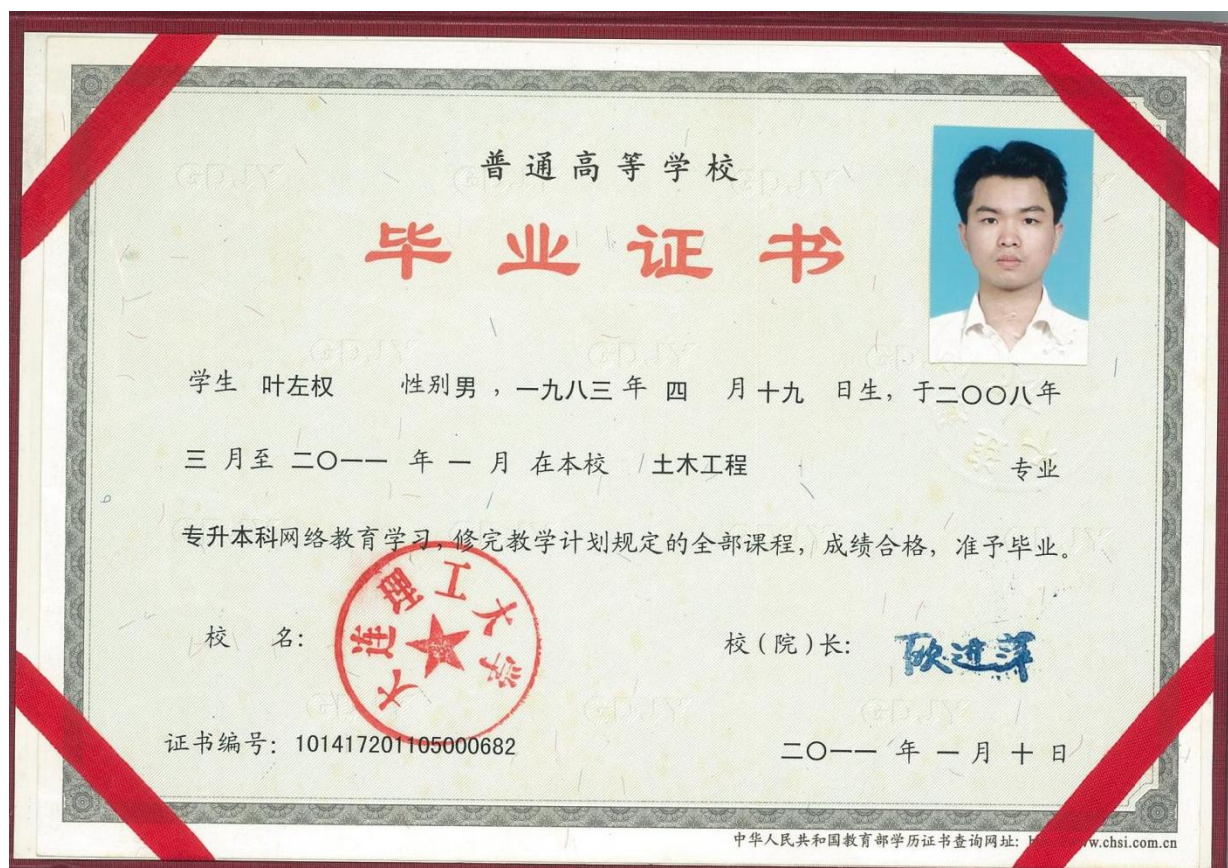 普通高等学校
毕业证书
学生 叶左权 性别男，一九八三年 四 月十九 日生，于二〇〇八年
三 月至 二〇一一 年 一 月 在本校 土木工程 专业
专升本科网络教育学习，修完教学计划规定的全部课程，成绩合格，准予毕业。
大连理工大学
校 名：
校（院）长：
欧进萍
证书编号：101417201105000682
二〇一一 年 一 月 十 日
中华人民共和国教育部学历证书查询网址：w.chsi.com.cn